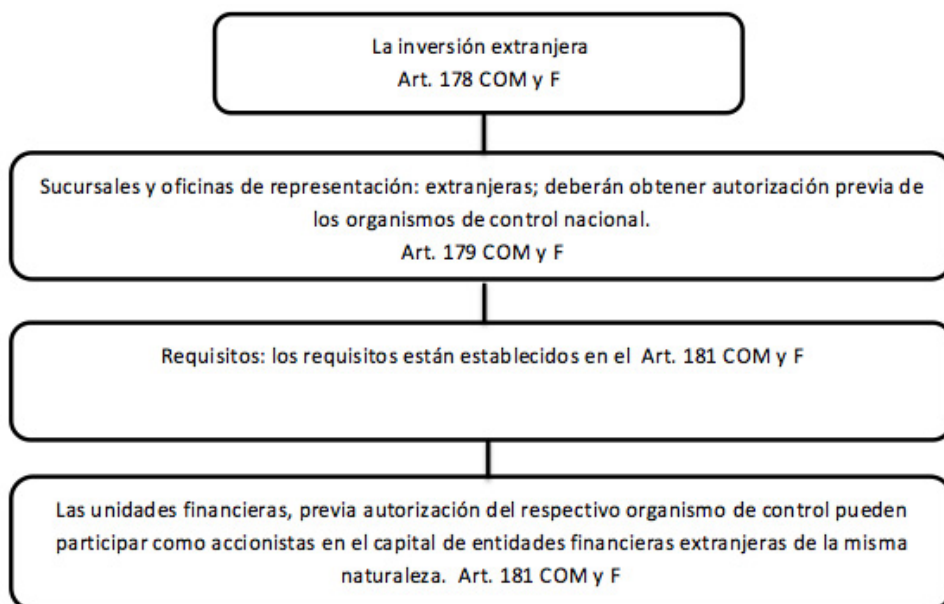 La inversión extranjera
Art. 178 COM y F
Sucursales y oficinas de representación: extranjeras; deberán obtener autorización previa de
los organismos de control nacional.
Art. 179 COM y F
Requisitos: los requisitos están establecidos en el Art. 181 COM y F
Las unidades financieras, previa autorización del respectivo organismo de control pueden
participar como accionistas en el capital de entidades financieras extranjeras de la misma
naturaleza. Art. 181 COM y F